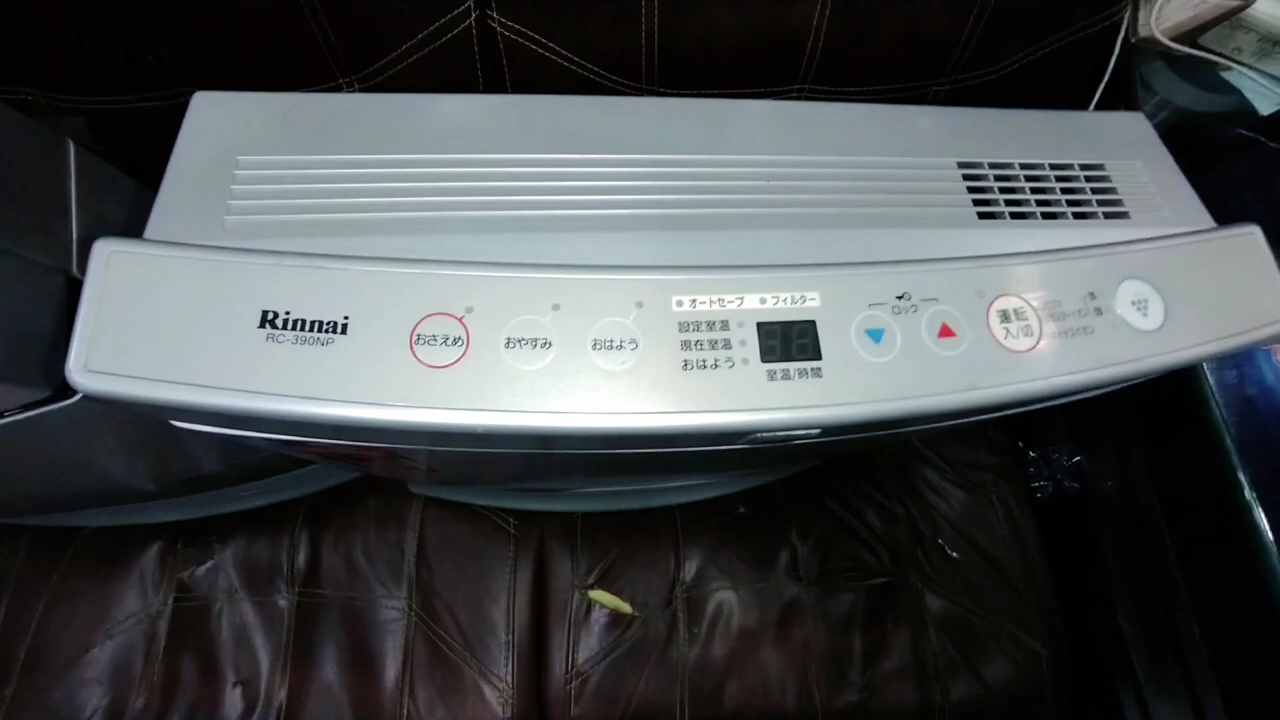 Rinnai
RC-390NP
おさえめ
おやすみ
おはよう
オートセーブ フィルター
設定室温
現在室温
おはよう
室温/時間
ロック
運転
入/切